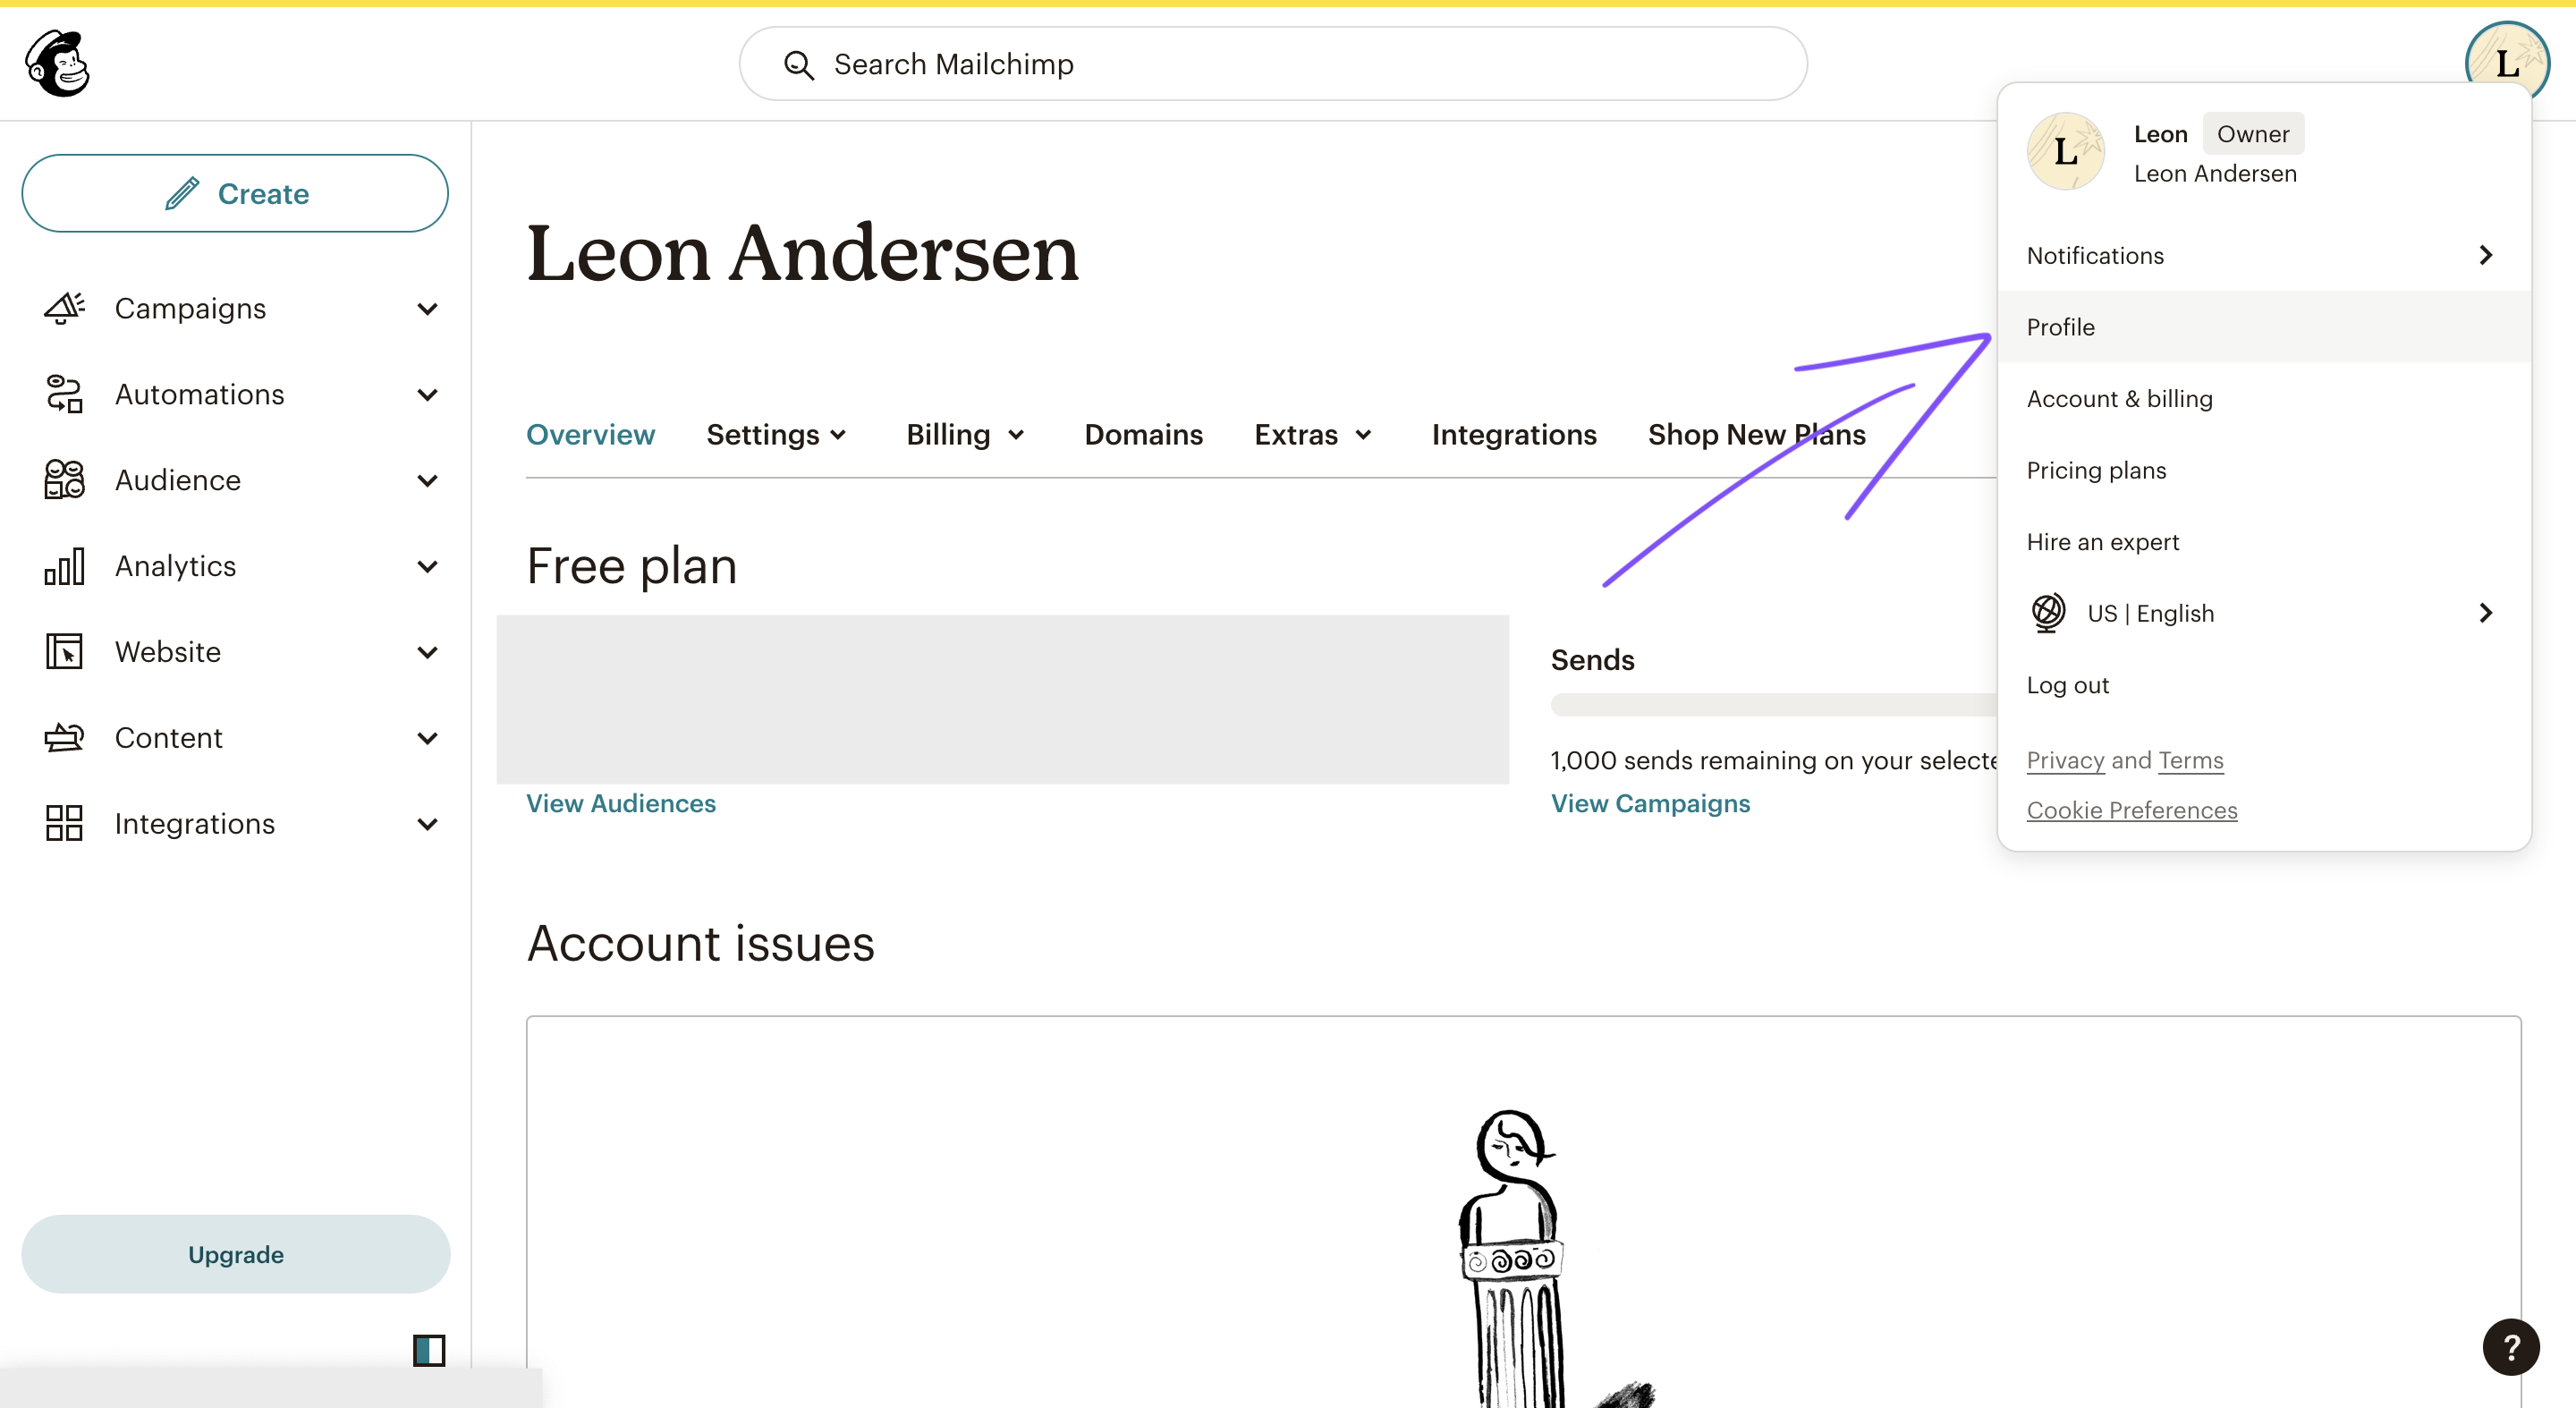 Search Mailchimp
L
Create
Campaigns
Automations
Audience
Analytics
Website
Content
Integrations
Upgrade
Leon Andersen
Overview Settings Billing Domains Extras Integrations Shop New Plans
Free plan
View Audiences
Sends
1,000 sends remaining on your selecte
View Campaigns
Account issues
L
Leon Owner
Leon Andersen
Notifications
Profile
Account & billing
Pricing plans
Hire an expert
US | English
Log out
Privacy and Terms
Cookie Preferences
?